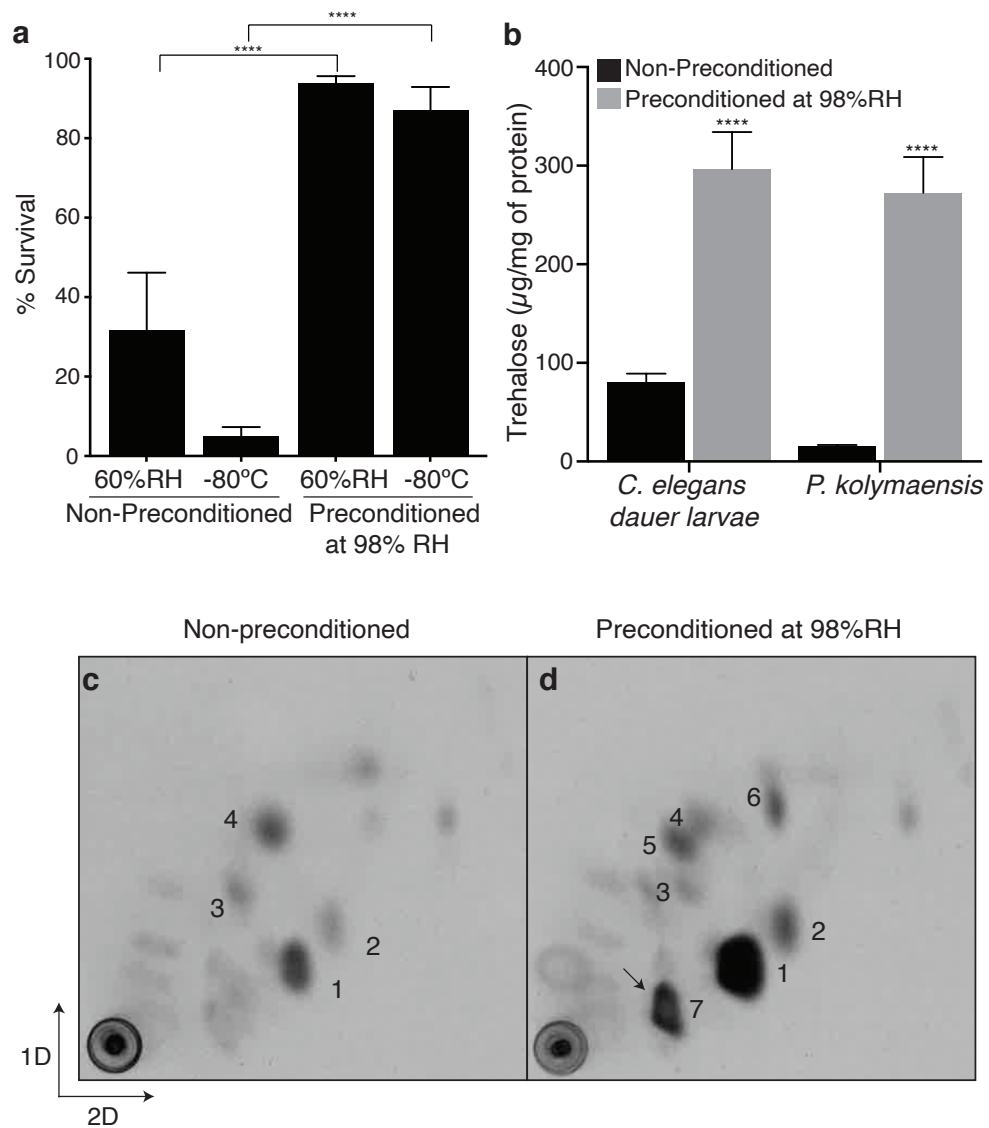 a
****
****
% Survival
100
80
60
40
20
0
60%RH -80ºC 60%RH -80ºC
Non-Preconditioned Preconditioned
at 98% RH
b
Trehalose (µg/mg of protein)
400
300
200
100
0
Non-Preconditioned
Preconditioned at 98%RH
****
****
C. elegans P. kolymaensis
dauer larvae
Non-preconditioned
Preconditioned at 98%RH
c
4
3
2
1
1D
2D
d
6
4
5
3
2
1
7